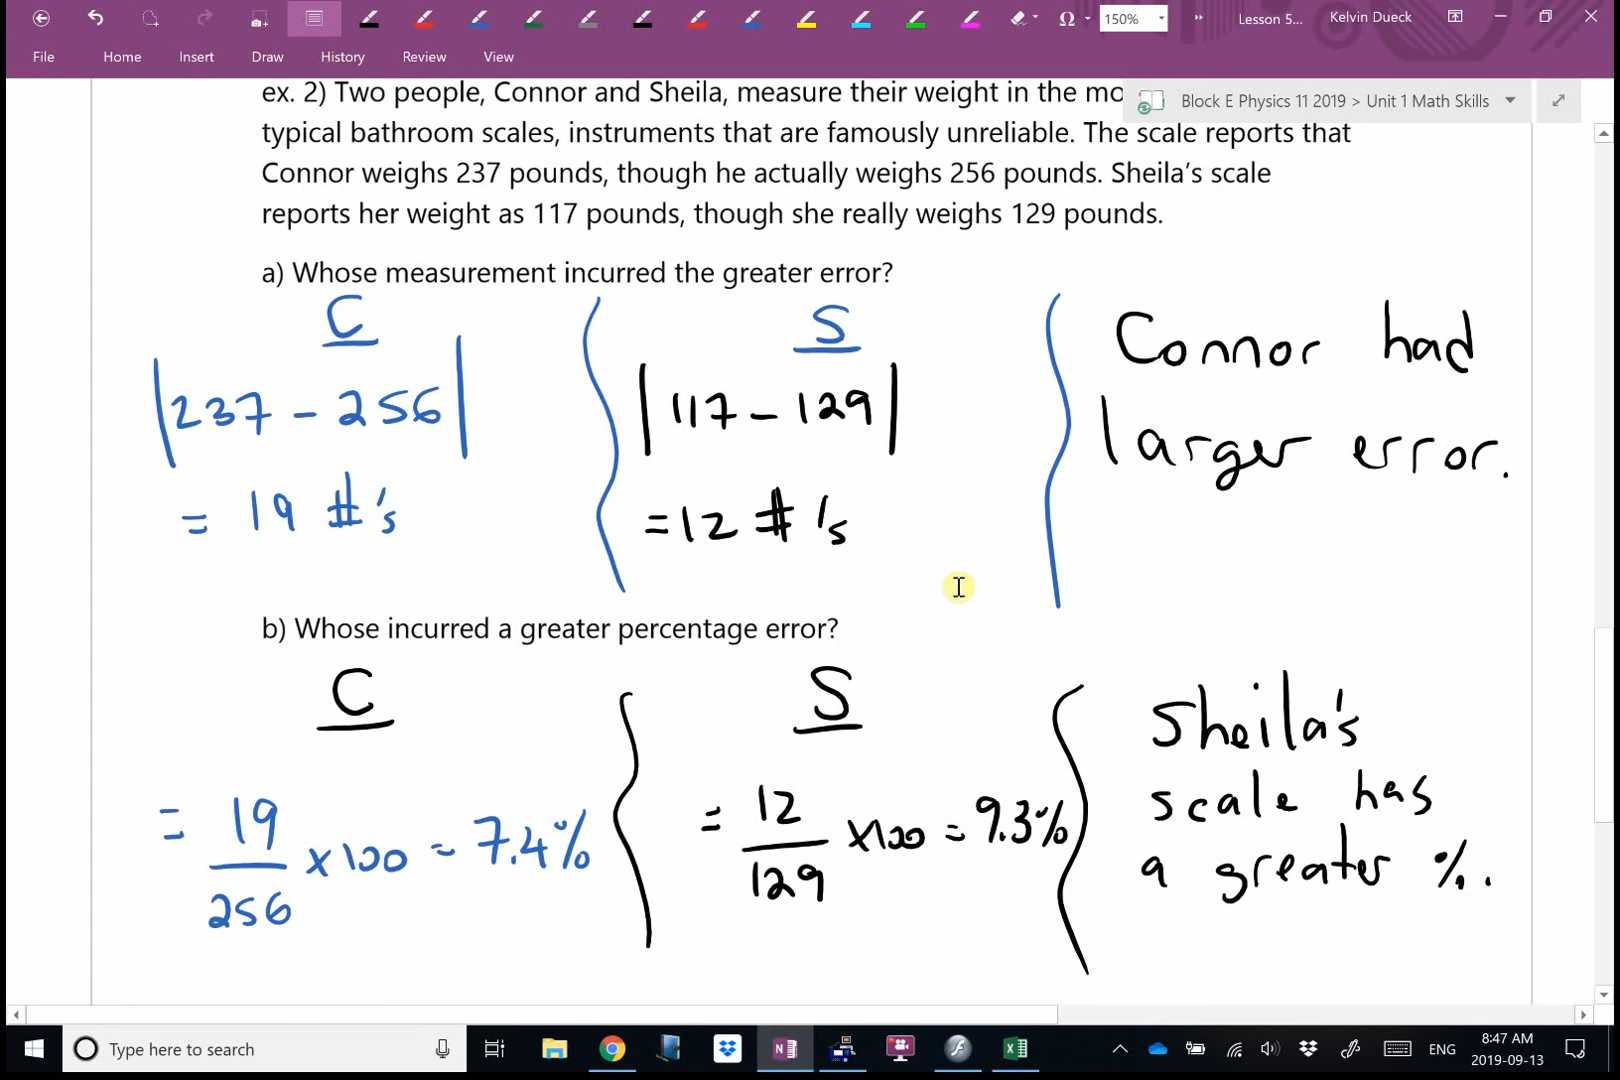 150%
Lesson 5...
Kelvin Dueck
File Home Insert Draw History Review View
ex. 2) Two people, Connor and Sheila, measure their weight in the mo
Block E Physics 11 2019 > Unit 1 Math Skills
typical bathroom scales, instruments that are famously unreliable. The scale reports that
Connor weighs 237 pounds, though he actually weighs 256 pounds. Sheila's scale
reports her weight as 117 pounds, though she really weighs 129 pounds.
a) Whose measurement incurred the greater error?
C
S
|237 - 256|
|117 - 129|
= 19 #'s
= 12 #'s
Connor had
larger error.
b) Whose incurred a greater percentage error?
C
S
= 19/256 x100 = 7.4%
= 12/129 x100 = 9.3%
Sheila's
scale has
a greater %.
Type here to search
ENG
8:47 AM
2019-09-13